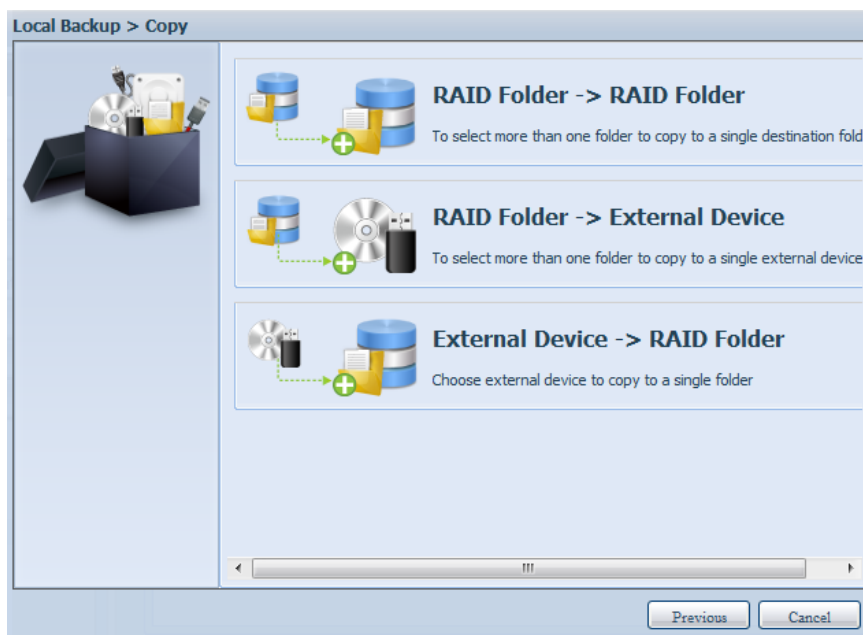 Local Backup > Copy
RAID Folder -> RAID Folder
To select more than one folder to copy to a single destination fold
RAID Folder -> External Device
To select more than one folder to copy to a single external device
External Device -> RAID Folder
Choose external device to copy to a single folder
Previous
Cancel